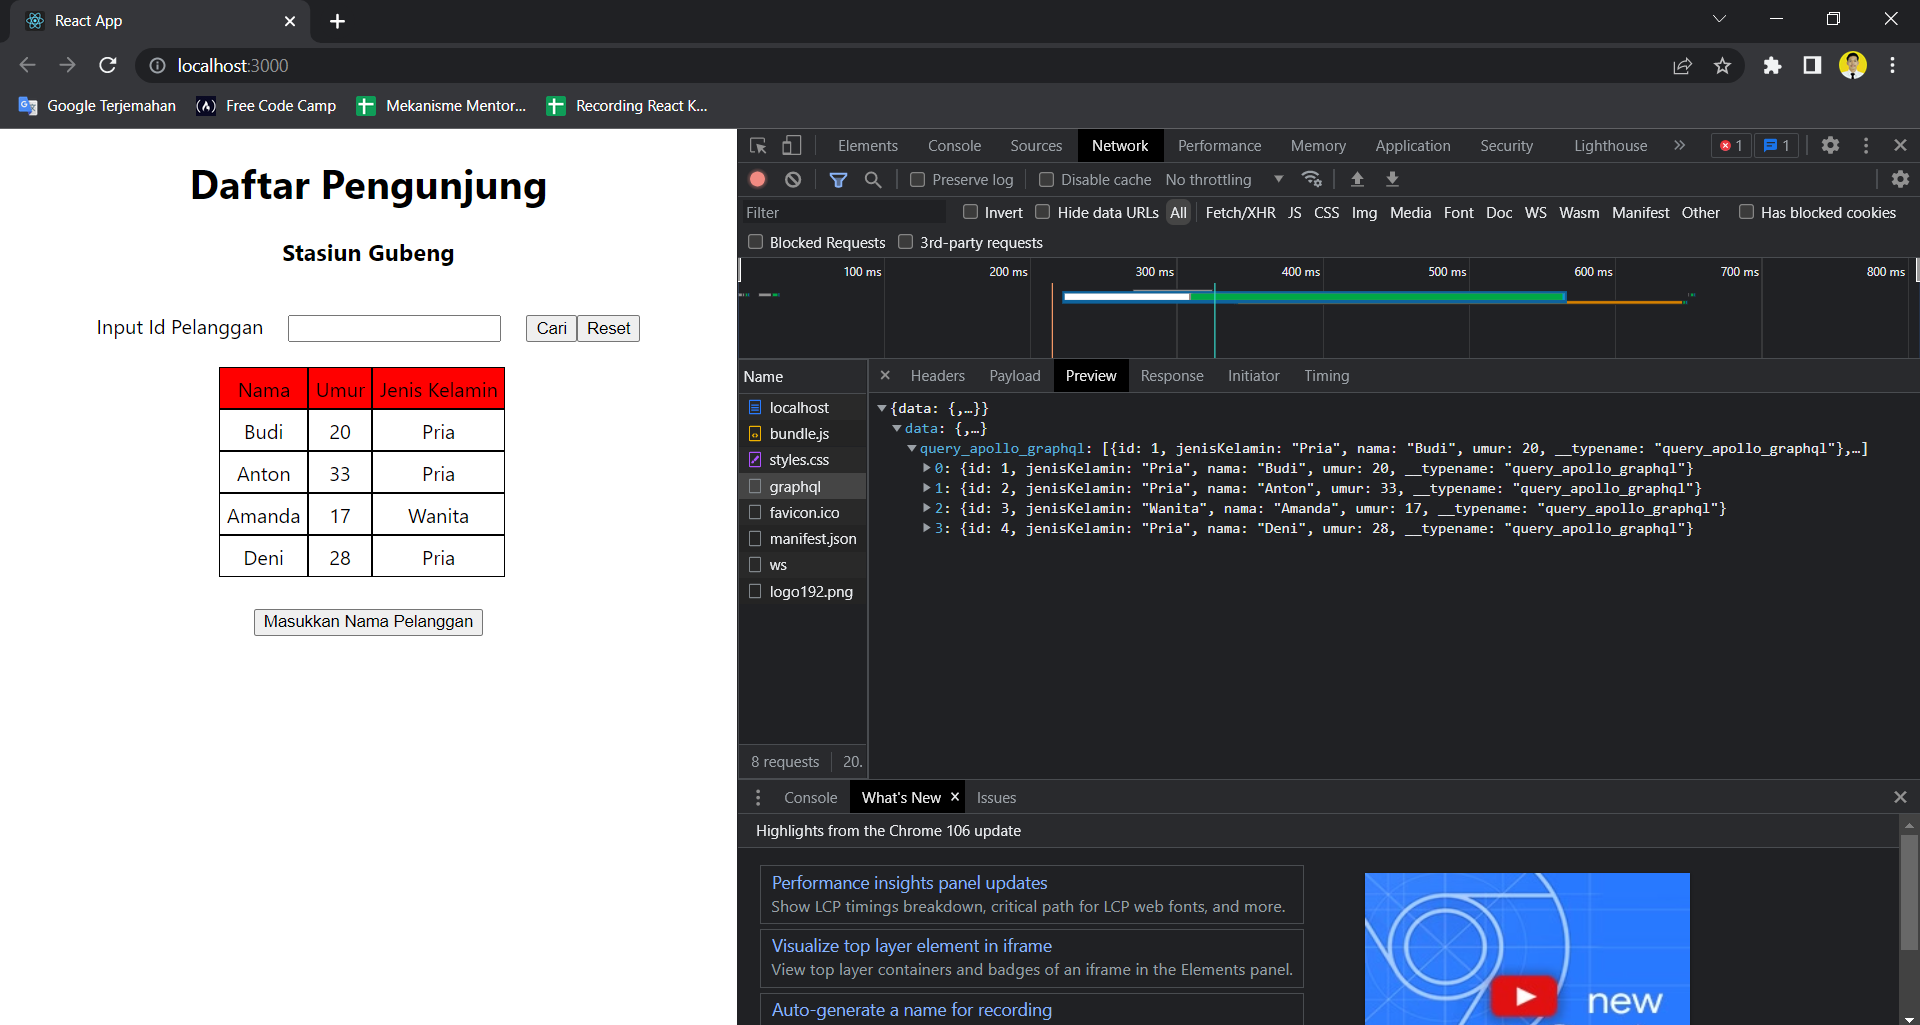 React App
localhost:3000
Google Terjemahan Free Code Camp Mekanisme Mentor... Recording React K...
Daftar Pengunjung
Stasiun Gubeng
Input Id Pelanggan Cari Reset
Nama Umur Jenis Kelamin
Budi 20 Pria
Anton 33 Pria
Amanda 17 Wanita
Deni 28 Pria
Masukkan Nama Pelanggan
Elements Console Sources Network Performance Memory Application Security Lighthouse » 1 1
Preserve log Disable cache No throttling
Filter Invert Hide data URLs All Fetch/XHR JS CSS Img Media Font Doc WS Wasm Manifest Other Has blocked cookies
Blocked Requests 3rd-party requests
100 ms 200 ms 300 ms 400 ms 500 ms 600 ms 700 ms 800 ms
Name
localhost
bundle.js
styles.css
graphql
favicon.ico
manifest.json
ws
logo192.png
8 requests 20.
Headers Payload Preview Response Initiator Timing
{data: {,…}}
data: {,…}
query_apollo_graphql: [{id: 1, jenisKelamin: "Pria", nama: "Budi", umur: 20, __typename: "query_apollo_graphql"},…]
0: {id: 1, jenisKelamin: "Pria", nama: "Budi", umur: 20, __typename: "query_apollo_graphql"}
1: {id: 2, jenisKelamin: "Pria", nama: "Anton", umur: 33, __typename: "query_apollo_graphql"}
2: {id: 3, jenisKelamin: "Wanita", nama: "Amanda", umur: 17, __typename: "query_apollo_graphql"}
3: {id: 4, jenisKelamin: "Pria", nama: "Deni", umur: 28, __typename: "query_apollo_graphql"}
Console What's New Issues
Highlights from the Chrome 106 update
Performance insights panel updates
Show LCP timings breakdown, critical path for LCP web fonts, and more.
Visualize top layer element in iframe
View top layer containers and badges of an iframe in the Elements panel.
Auto-generate a name for recording
new